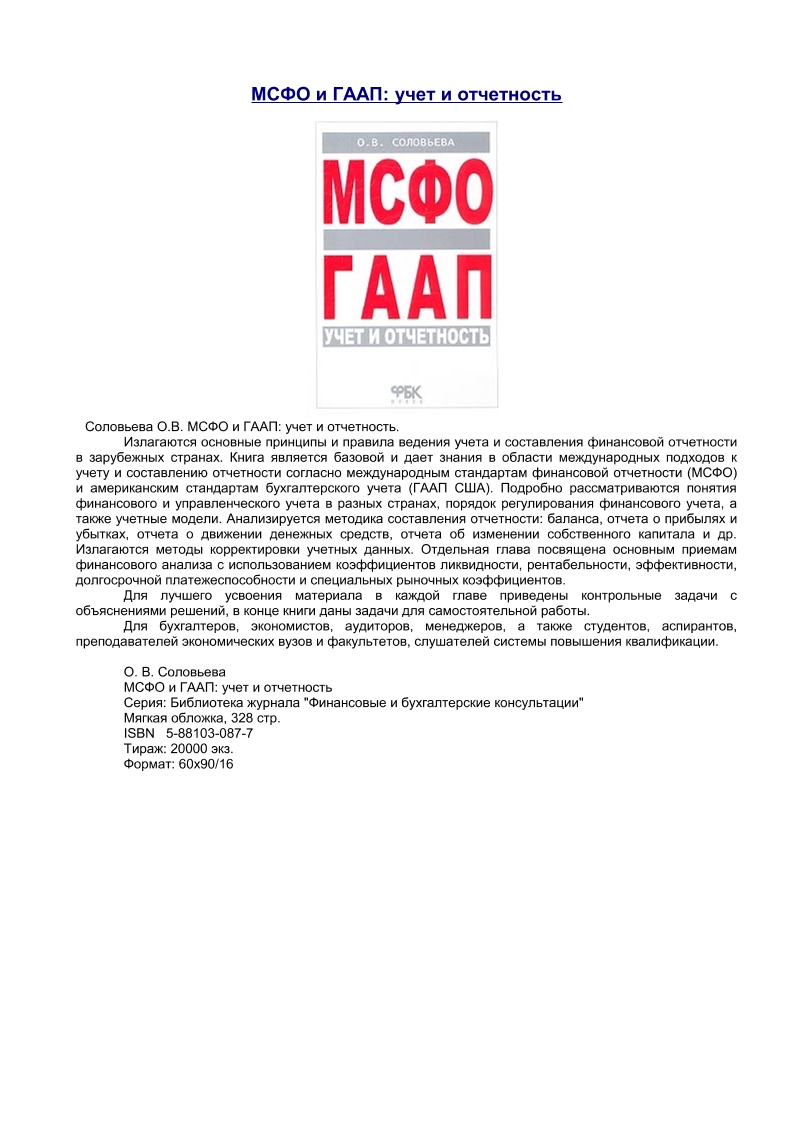 МСФО и ГААП: учет и отчетность
О.В. СОЛОВЬЕВА
МСФО
ГААП
УЧЕТ И ОТЧЕТНОСТЬ
ФБК
ПРЕСС
Соловьева О.В. МСФО и ГААП: учет и отчетность.
Излагаются основные принципы и правила ведения учета и составления финансовой отчетности
в зарубежных странах. Книга является базовой и дает знания в области международных подходов к
учету и составлению отчетности согласно международным стандартам финансовой отчетности (МСФО)
и американским стандартам бухгалтерского учета (ГААП США). Подробно рассматриваются понятия
финансового и управленческого учета в разных странах, порядок регулирования финансового учета, а
также учетные модели. Анализируется методика составления отчетности: баланса, отчета о прибылях и
убытках, отчета о движении денежных средств, отчета об изменении собственного капитала и др.
Излагаются методы корректировки учетных данных. Отдельная глава посвящена основным приемам
финансового анализа с использованием коэффициентов ликвидности, рентабельности, эффективности,
долгосрочной платежеспособности и специальных рыночных коэффициентов.
Для лучшего усвоения материала в каждой главе приведены контрольные задачи с
объяснениями решений, в конце книги даны задачи для самостоятельной работы.
Для бухгалтеров, экономистов, аудиторов, менеджеров, а также студентов, аспирантов,
преподавателей экономических вузов и факультетов, слушателей системы повышения квалификации.
О. В. Соловьева
МСФО и ГААП: учет и отчетность
Серия: Библиотека журнала "Финансовые и бухгалтерские консультации"
Мягкая обложка, 328 стр.
ISBN 5-88103-087-7
Тираж: 20000 экз.
Формат: 60x90/16